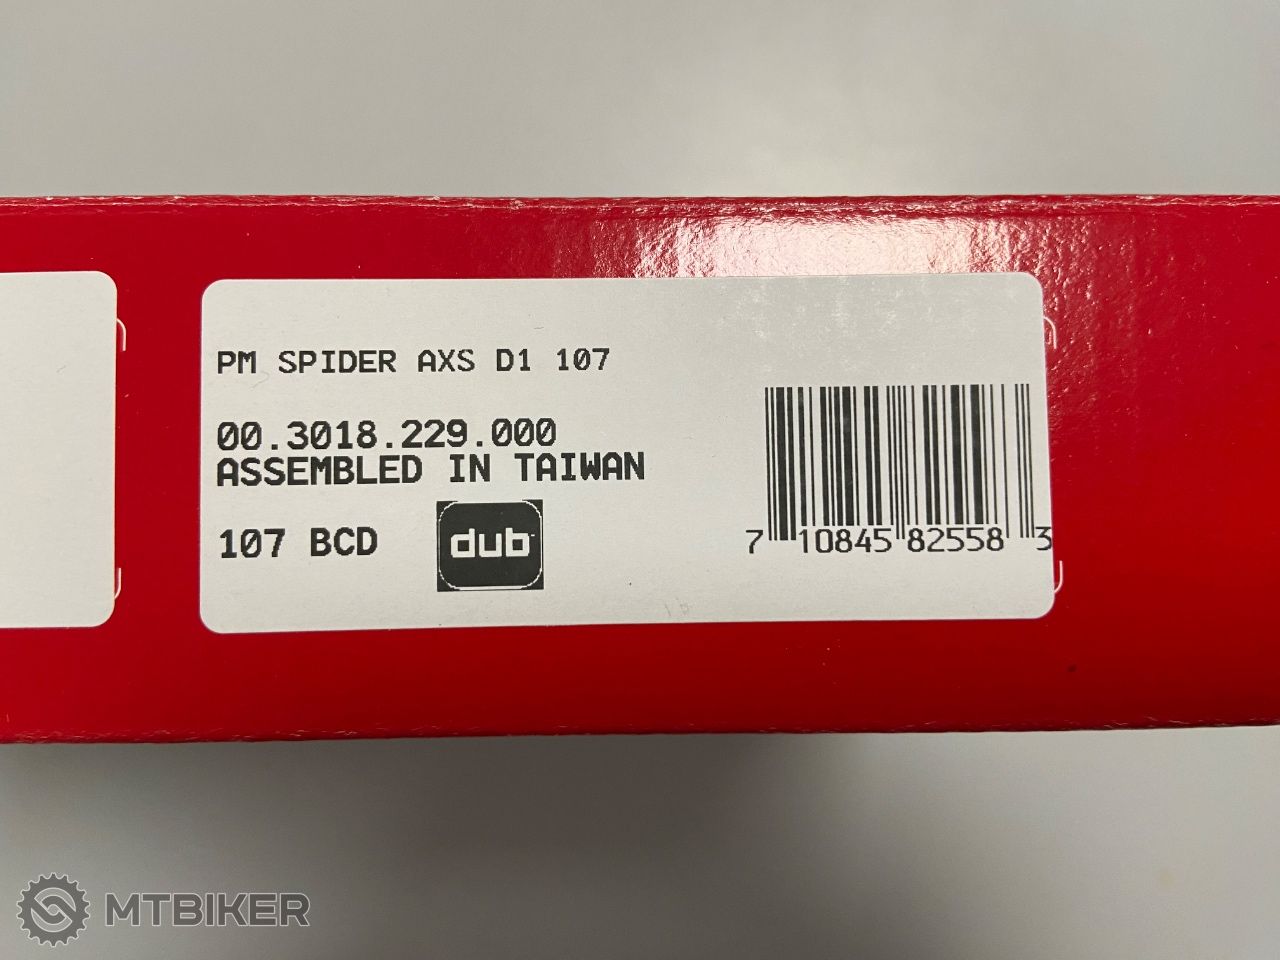 PM SPIDER AXS D1 107
00.3018.229.000
ASSEMBLED IN TAIWAN
107 BCD
dub
7 10845 82558 3
MTBIKER